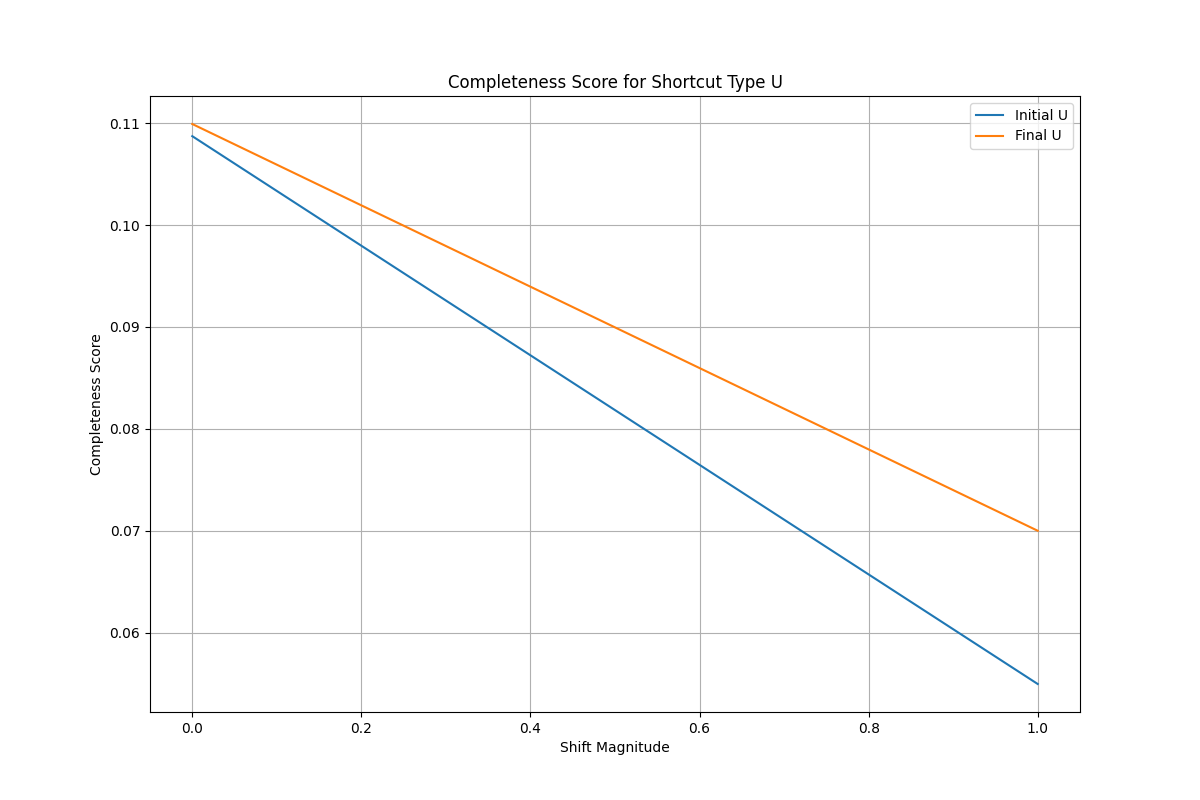 Completeness Score for Shortcut Type U
Initial U
Final U
0.11
0.10
0.09
0.08
0.07
0.06
Completeness Score
0.0
0.2
0.4
0.6
0.8
1.0
Shift Magnitude